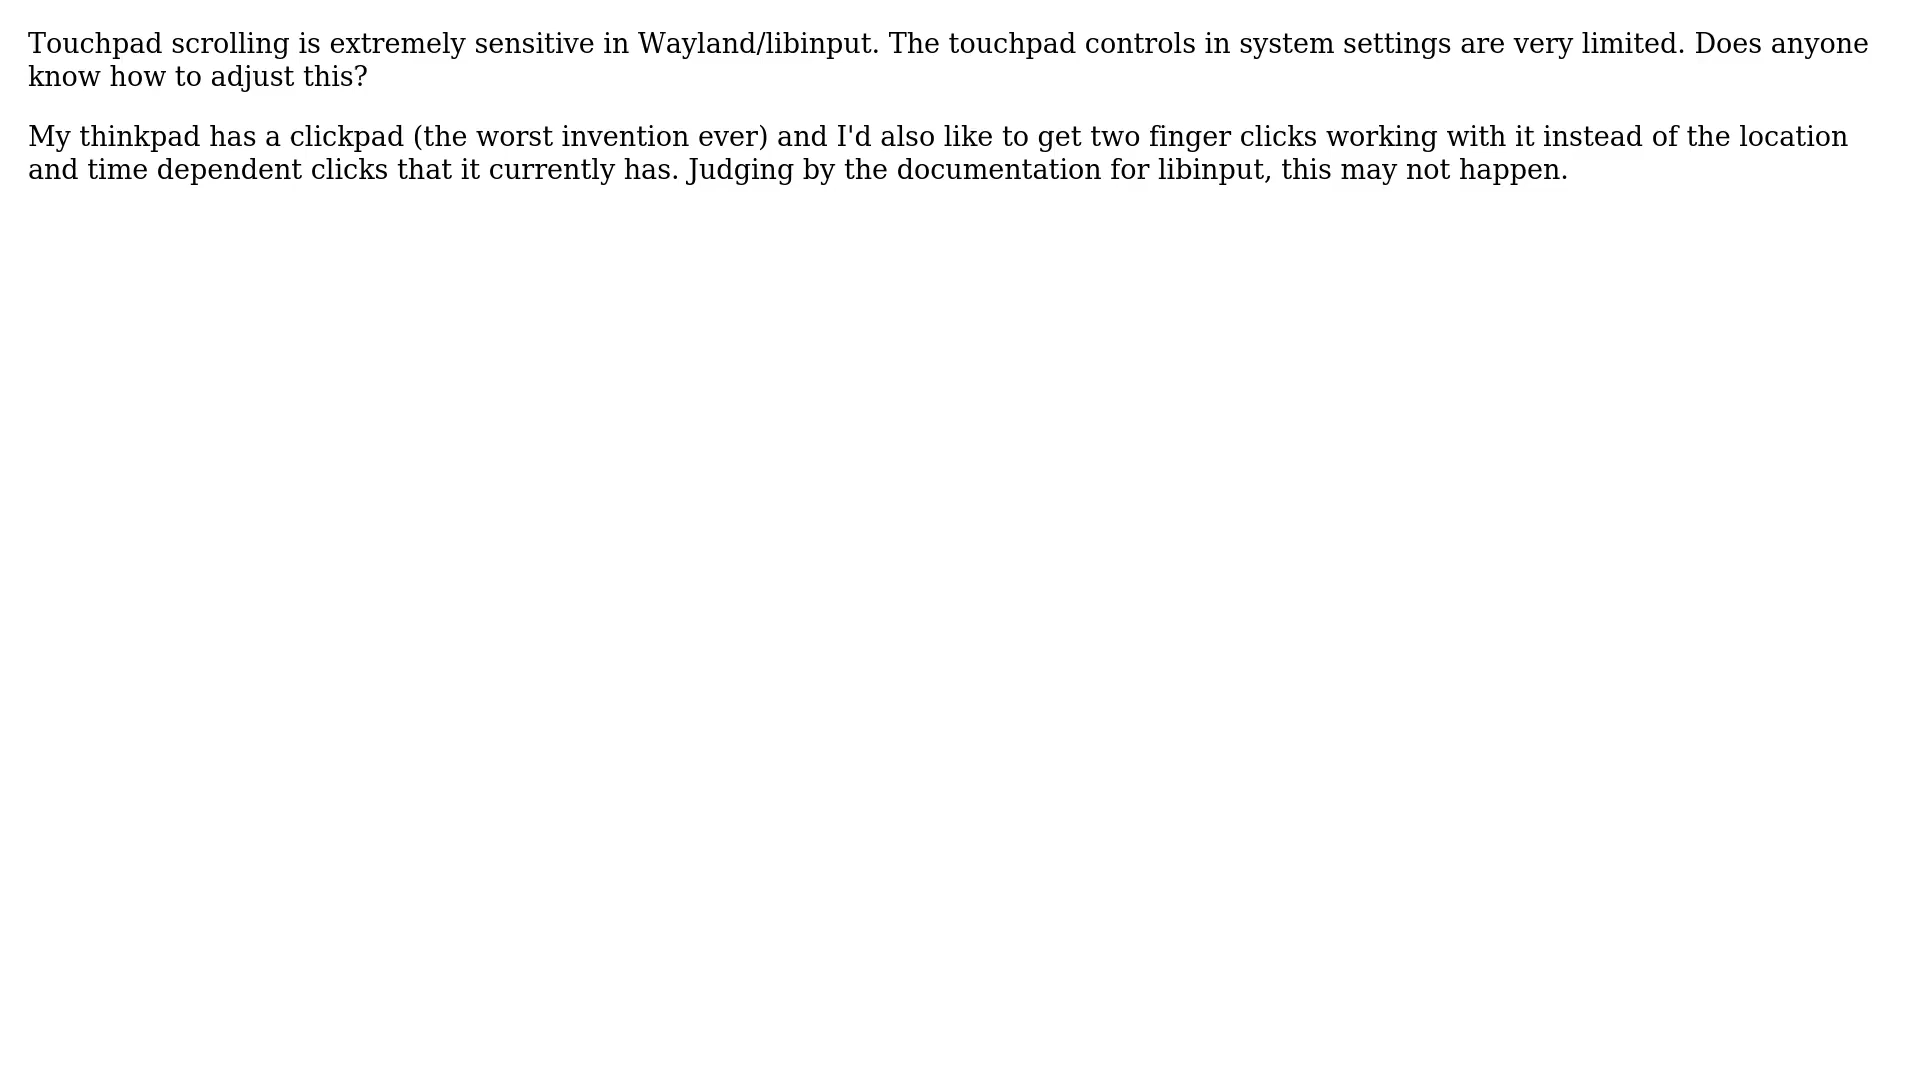 Touchpad scrolling is extremely sensitive in Wayland/libinput. The touchpad controls in system settings are very limited. Does anyone
know how to adjust this?
My thinkpad has a clickpad (the worst invention ever) and I'd also like to get two finger clicks working with it instead of the location
and time dependent clicks that it currently has. Judging by the documentation for libinput, this may not happen.